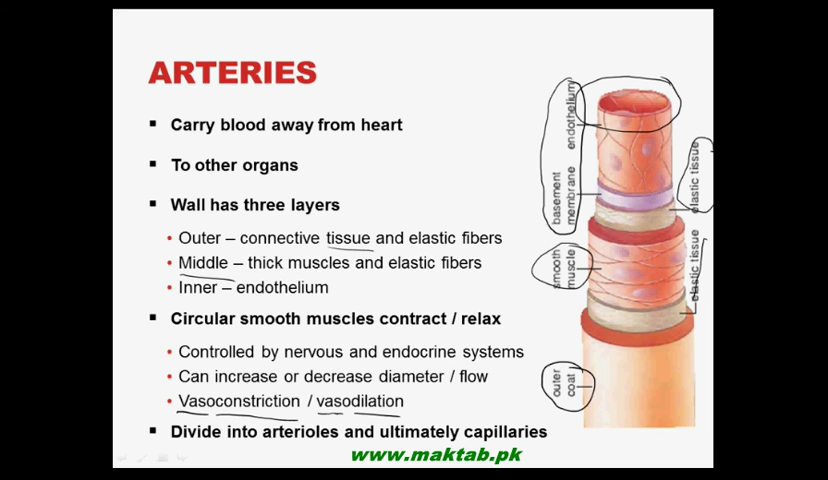 ARTERIES
▪ Carry blood away from heart
▪ To other organs
▪ Wall has three layers
• Outer – connective tissue and elastic fibers
• Middle – thick muscles and elastic fibers
• Inner – endothelium
▪ Circular smooth muscles contract / relax
• Controlled by nervous and endocrine systems
• Can increase or decrease diameter / flow
• Vasoconstriction / vasodilation
▪ Divide into arterioles and ultimately capillaries
endothelium
basement
membrane
elastic tissue
smooth
muscle
elastic tissue
outer
coat
www.maktab.pk